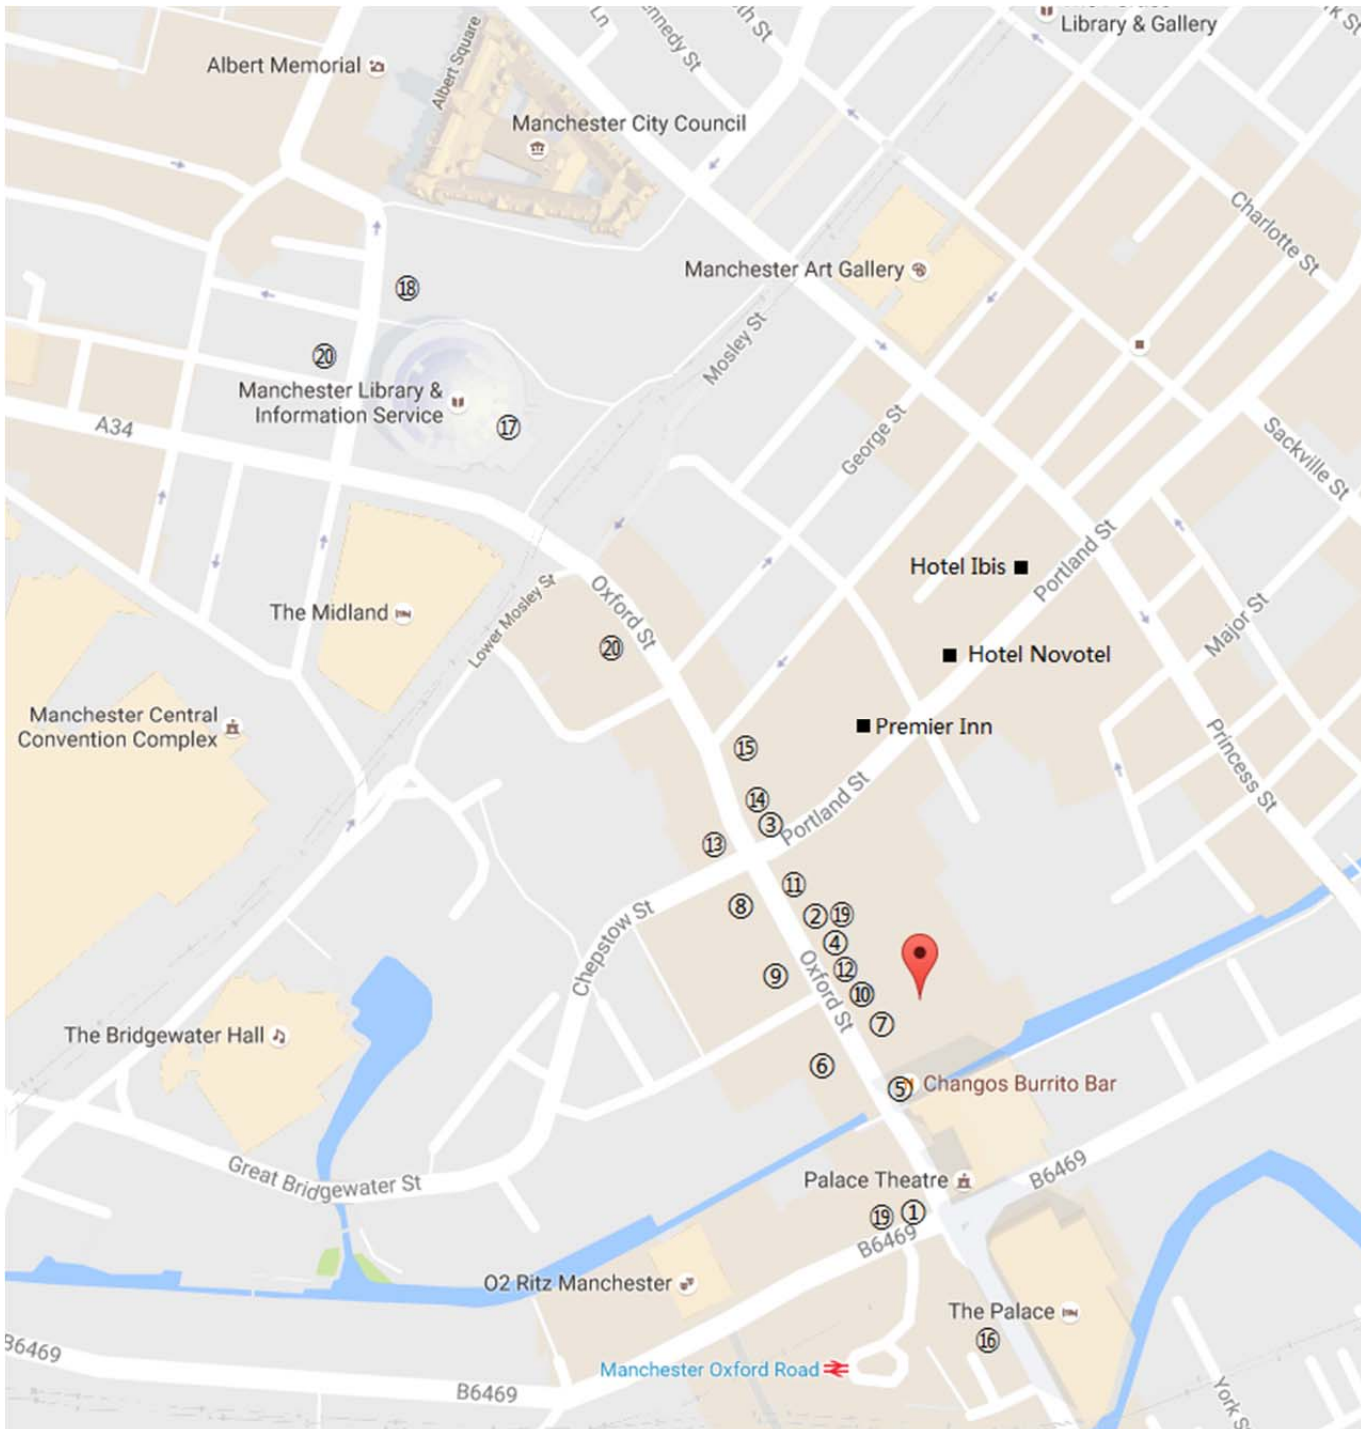 Library & Gallery
Ln
Albert Memorial
Albert Square
Manchester City Council
Charlotte St
Manchester Art Gallery
⑱
Mosley St
⑳
Manchester Library &
Information Service
⑰
A34
George St
Sackville St
Hotel Ibis
Portland St
The Midland
Oxford St
Lower Mosley St
⑳
Major St
Hotel Novotel
Manchester Central
Convention Complex
Premier Inn
Princess St
⑮
⑭
③
Portland St
⑬
⑪
⑧
②
⑲
④
Chepstow St
⑫
⑨
Oxford St
⑩
⑦
The Bridgewater Hall
⑥
⑤
Changos Burrito Bar
Great Bridgewater St
Palace Theatre
B6469
⑲
①
B6469
O2 Ritz Manchester
The Palace
⑯
B6469
Manchester Oxford Road
B6469
York S